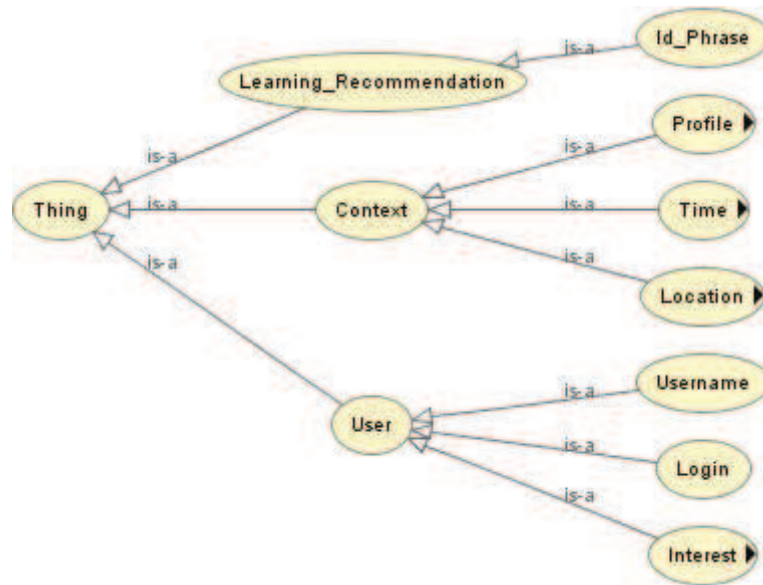 Id_Phrase
is-a
Learning_Recommendation
Profile
is-a
is-a
Thing
is-a
Context
is-a
Time
is-a
is-a
Location
Username
is-a
User
is-a
Login
is-a
Interest